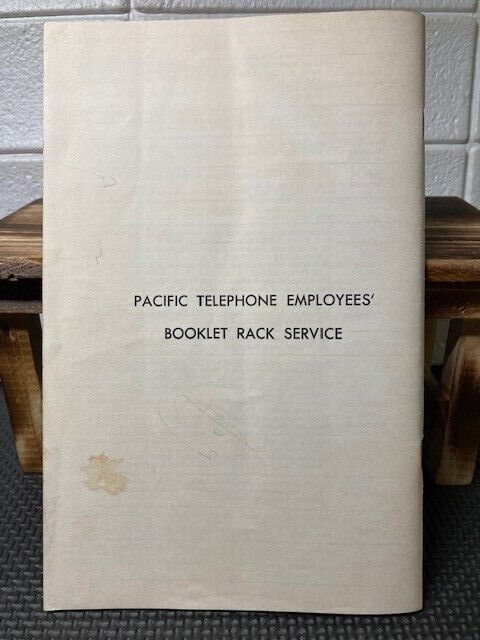 PACIFIC TELEPHONE EMPLOYEES'
BOOKLET RACK SERVICE